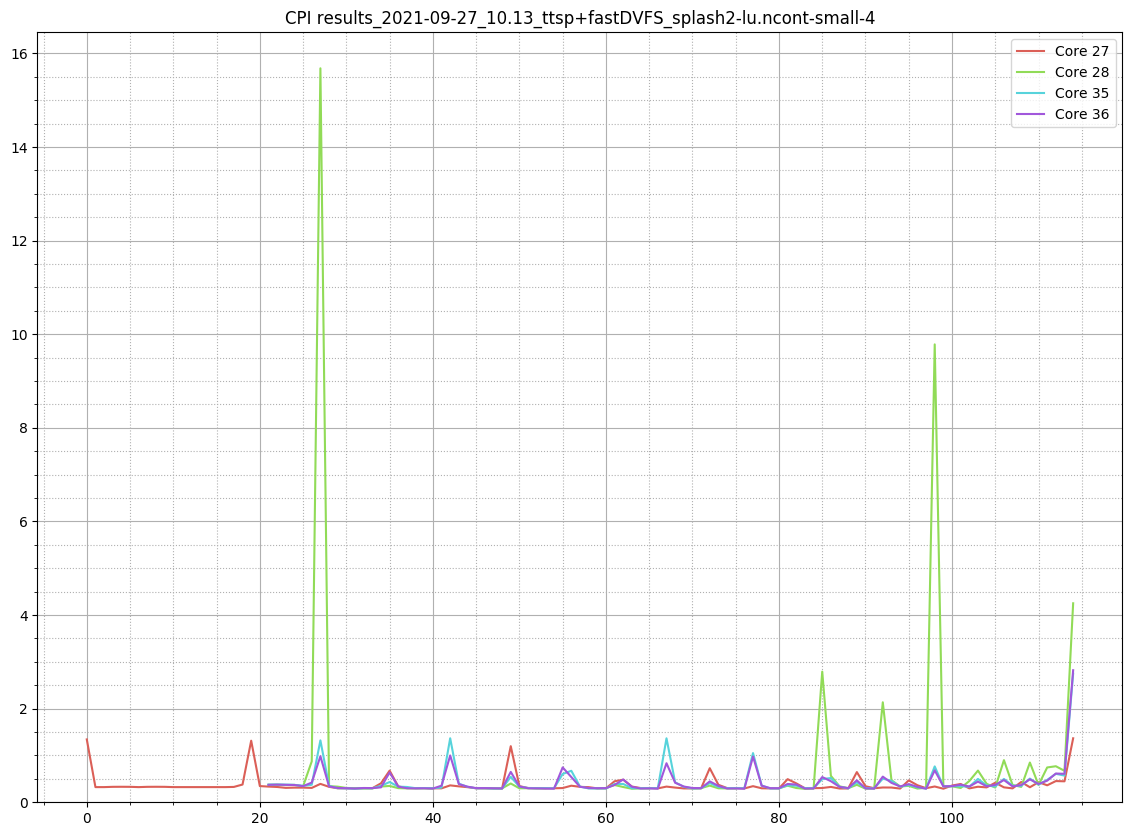 CPI results_2021-09-27_10.13_ttsp+fastDVFS_splash2-lu.ncont-small-4
Core 27
Core 28
Core 35
Core 36
16
14
12
10
8
6
4
2
0
0 20 40 60 80 100